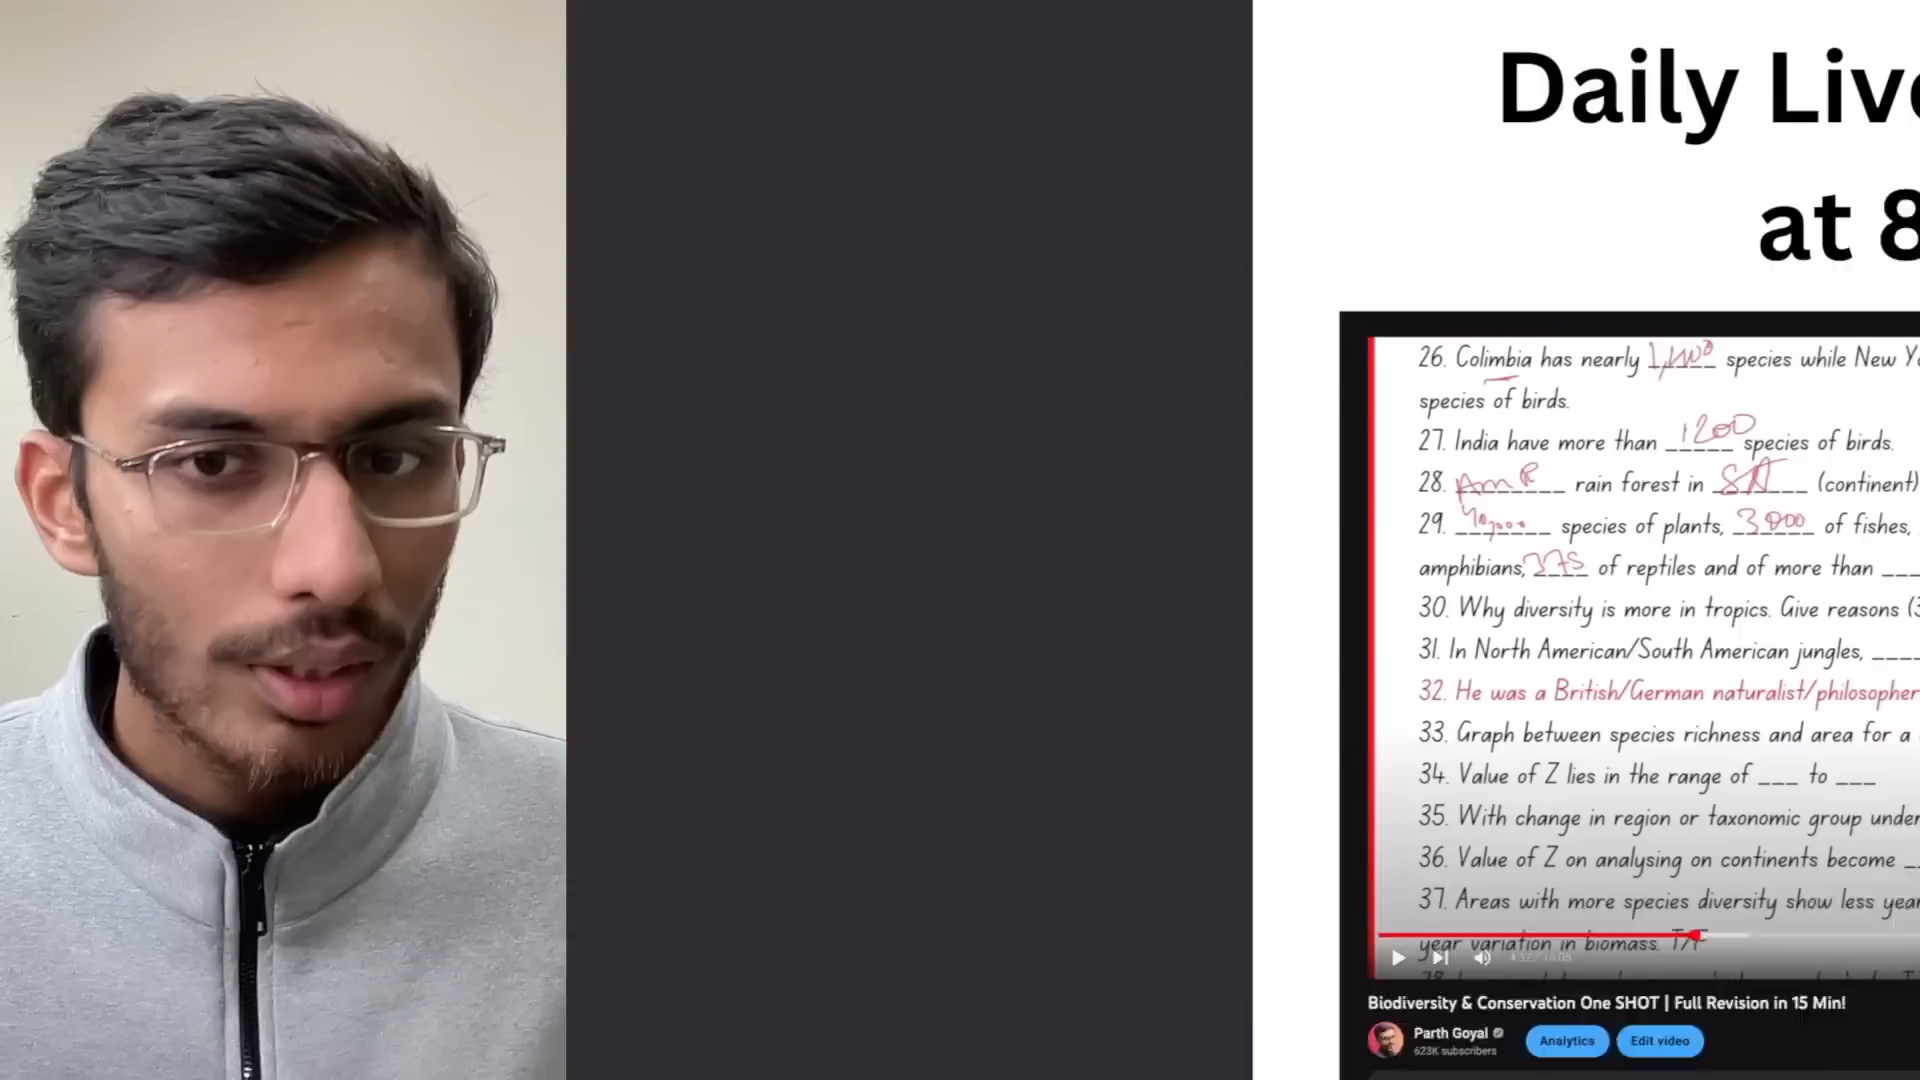 Daily Live
at 8
26. Colimbia has nearly 1,400 species while New Y
species of birds.
27. India have more than 1200 species of birds.
28. Am R rain forest in SA (continent)
29. 40,000 species of plants, 3000 of fishes,
amphibians, 375 of reptiles and of more than ___
30. Why diversity is more in tropics. Give reasons (3
31. In North American/South American jungles, ____
32. He was a British/German naturalist/philosopher
33. Graph between species richness and area for a
34. Value of Z lies in the range of ___ to ___
35. With change in region or taxonomic group under
36. Value of Z on analysing on continents become __
37. Areas with more species diversity show less year
year variation in biomass. T/F
Biodiversity & Conservation One SHOT | Full Revision in 15 Min!
Parth Goyal
623K subscribers
Analytics
Edit video